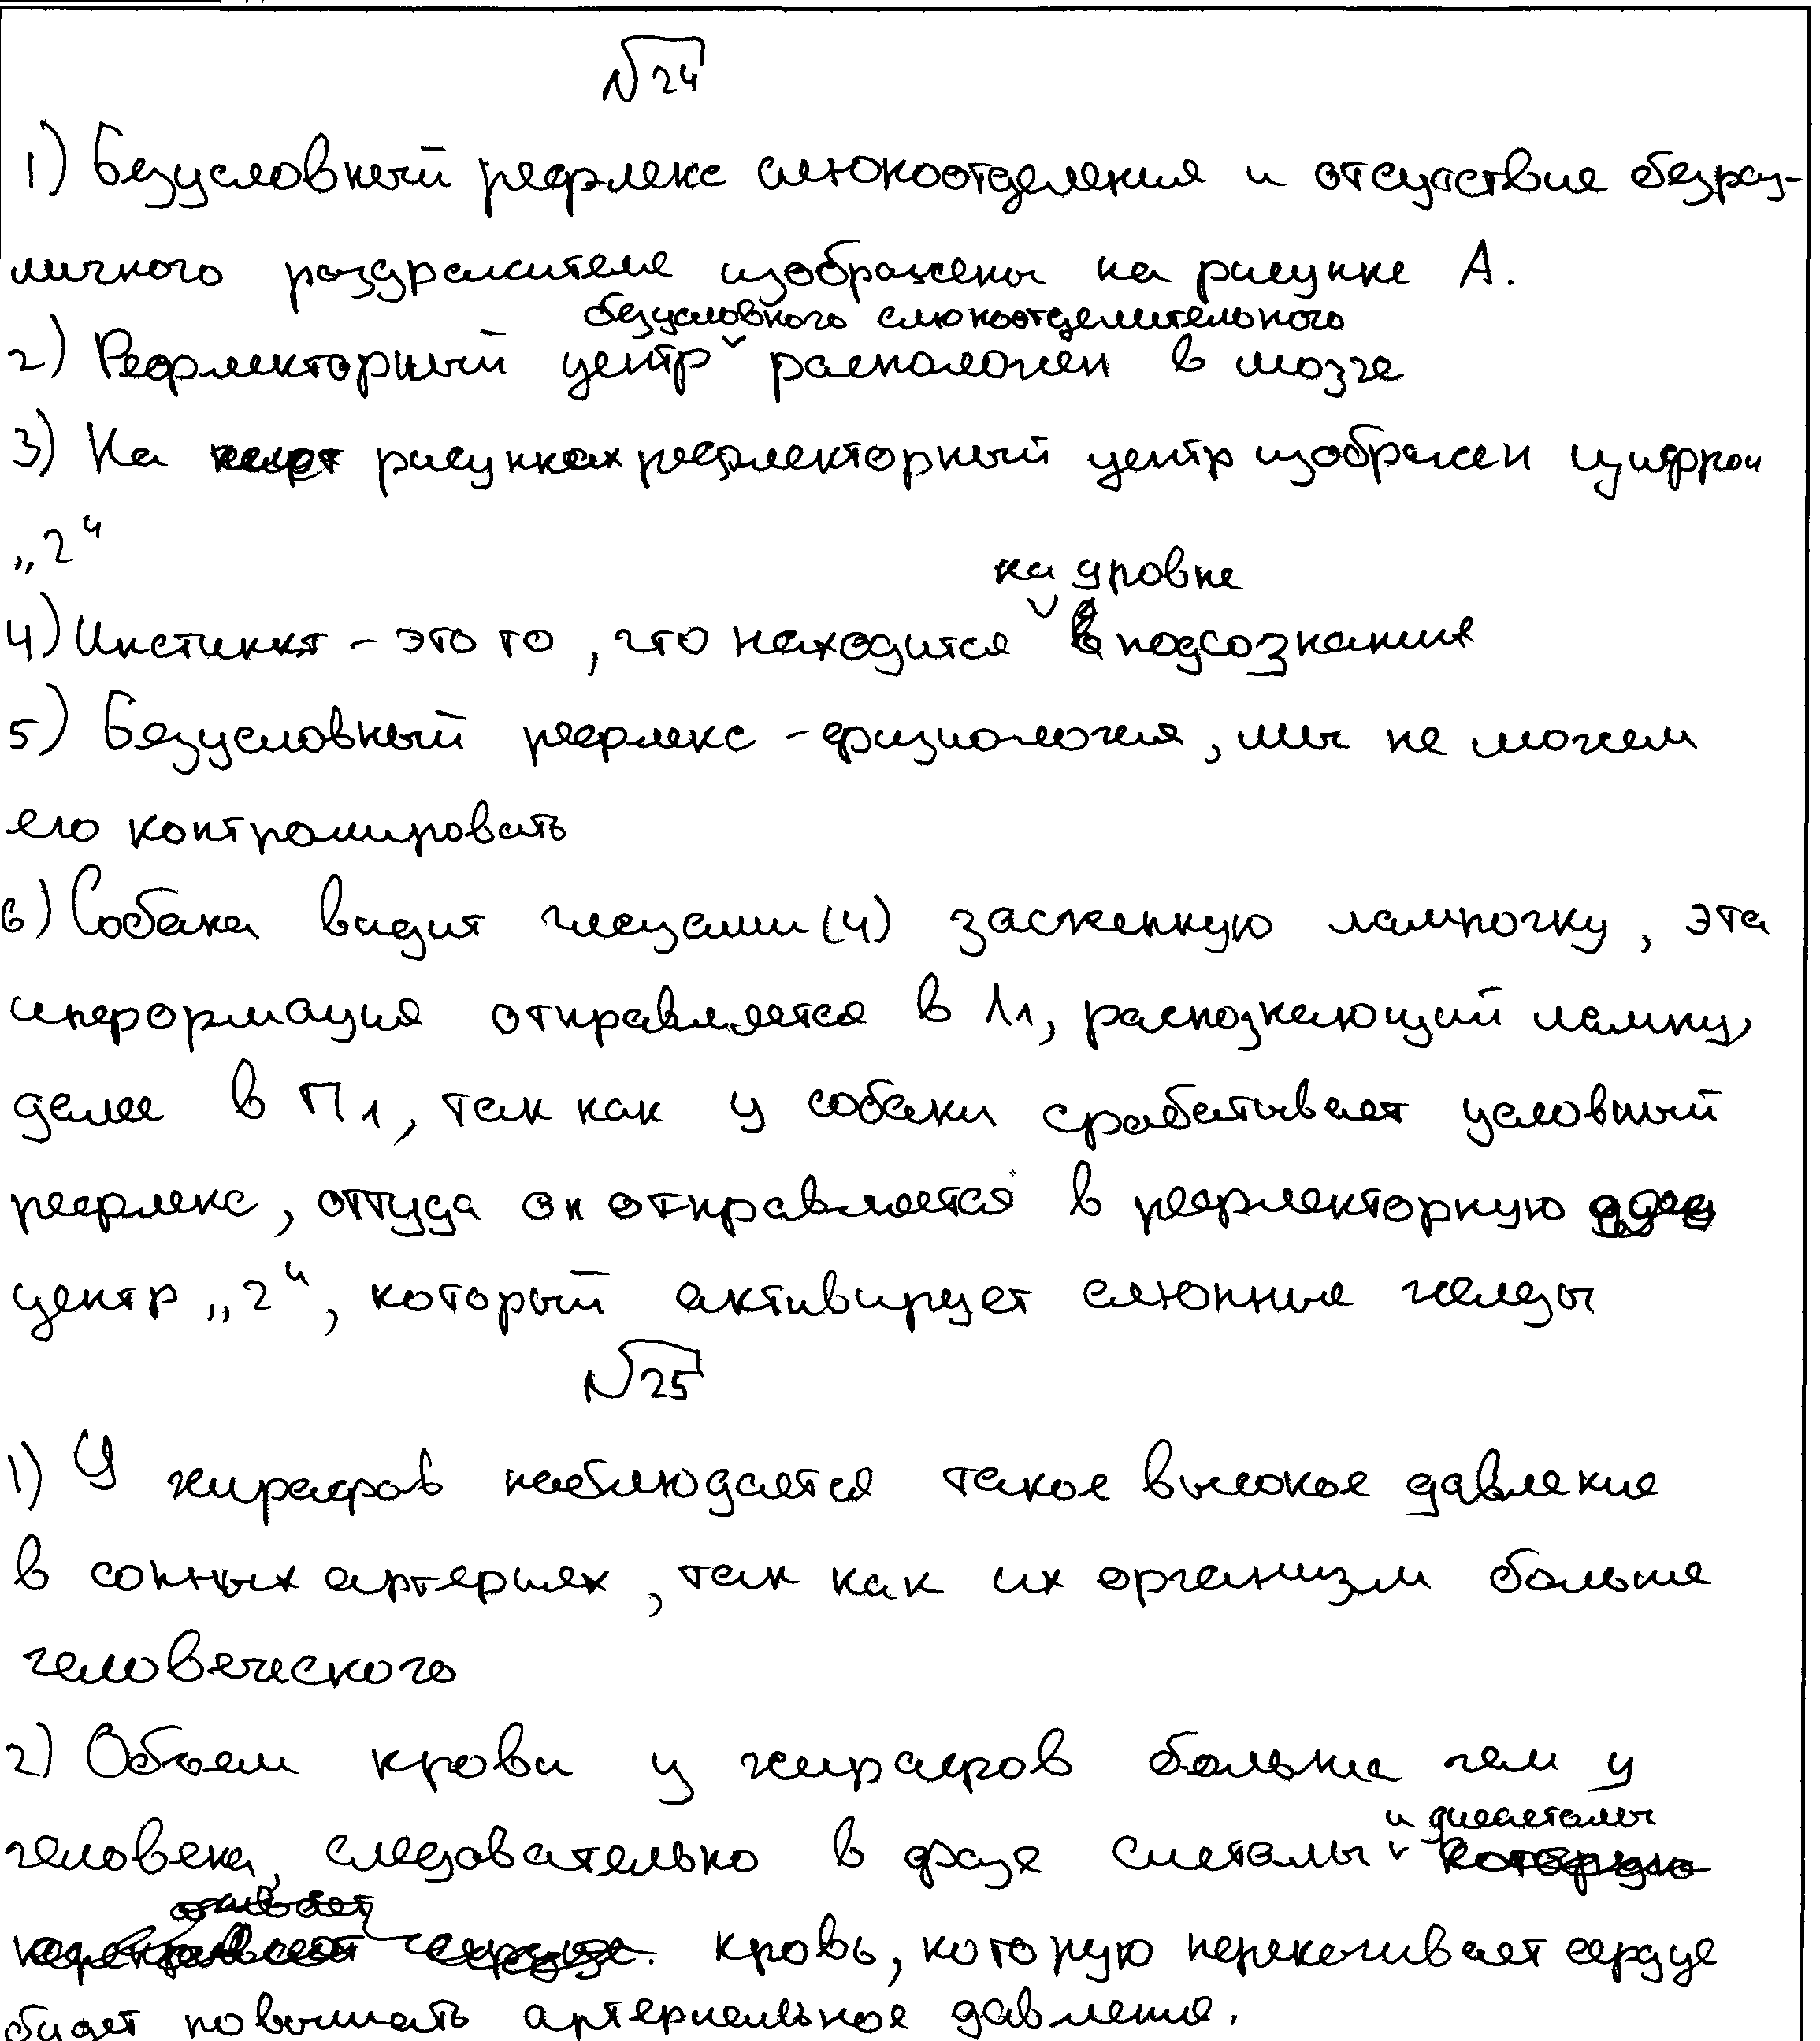 №24
1) Безусловный рефлекс слюноотделения и отсутствие безраз-
личного раздражителя изображены на рисунке А.
безусловного слюноотделительного
2) Рефлекторный центр ˅ расположен в мозге
3) На рисунках рефлекторный центр изображен цифрой
„2“
на уровне
4) Инстинкт - это то, что находится ˅ подсознания
5) Безусловный рефлекс - физиология, мы не можем
его контролировать
6) Собака видит глазами (4) зажженную лампочку, эта
информация отправляется в Л1, распознающий лампу,
далее в П1, так как у собаки срабатывает условный
рефлекс, оттуда он отправляется в рефлекторную
центр „2“, который активирует слюнные железы
№25
1) У жирафов наблюдается такое высокое давление
в сонных артериях, так как их организм больше
человеческого
2) Объем крови у жирафов больше чем у
и диастолы
человека, следовательно в фазе систолы ˅ которую
сердце. кровь, которую перекачивает сердце
будет повышать артериальное давление.